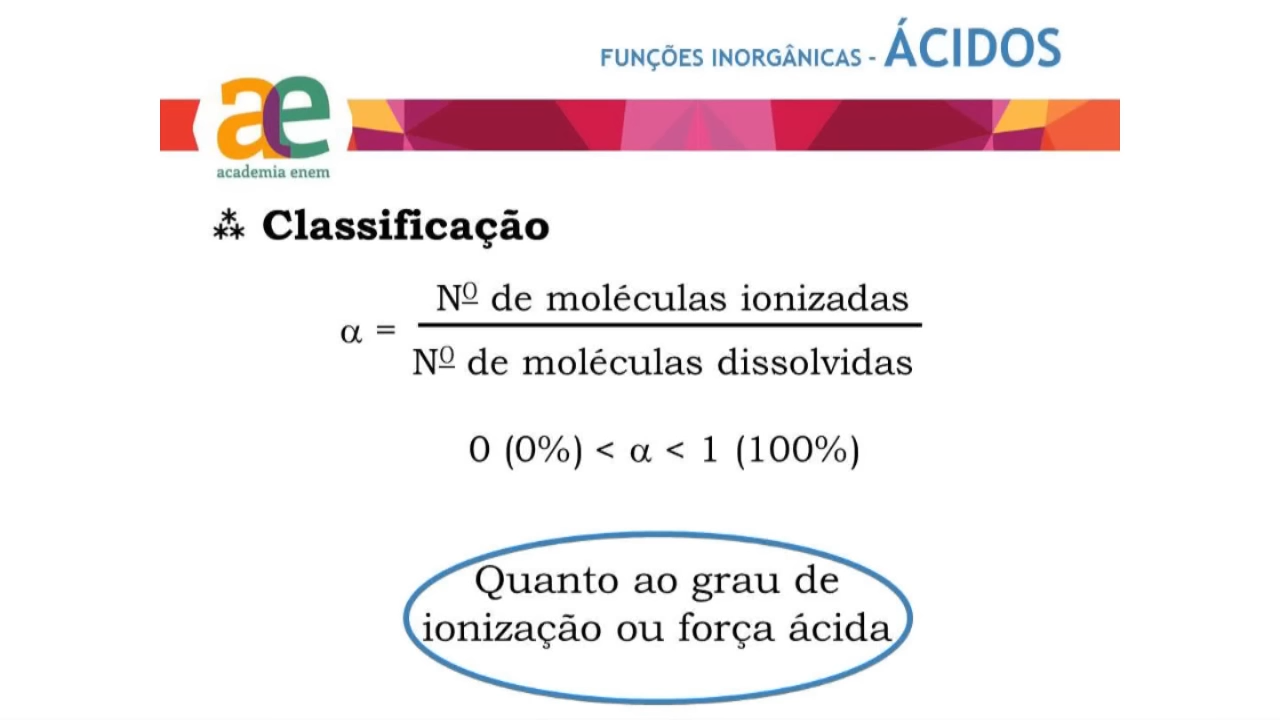 FUNÇÕES INORGÂNICAS - ÁCIDOS
ae
academia enem
⁂ Classificação
Nº de moléculas ionizadas
α =
Nº de moléculas dissolvidas
0 (0%) < α < 1 (100%)
Quanto ao grau de
ionização ou força ácida